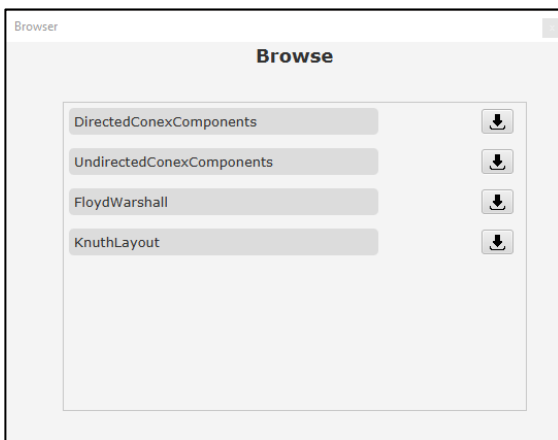 Browser
Browse
DirectedConexComponents
UndirectedConexComponents
FloydWarshall
KnuthLayout